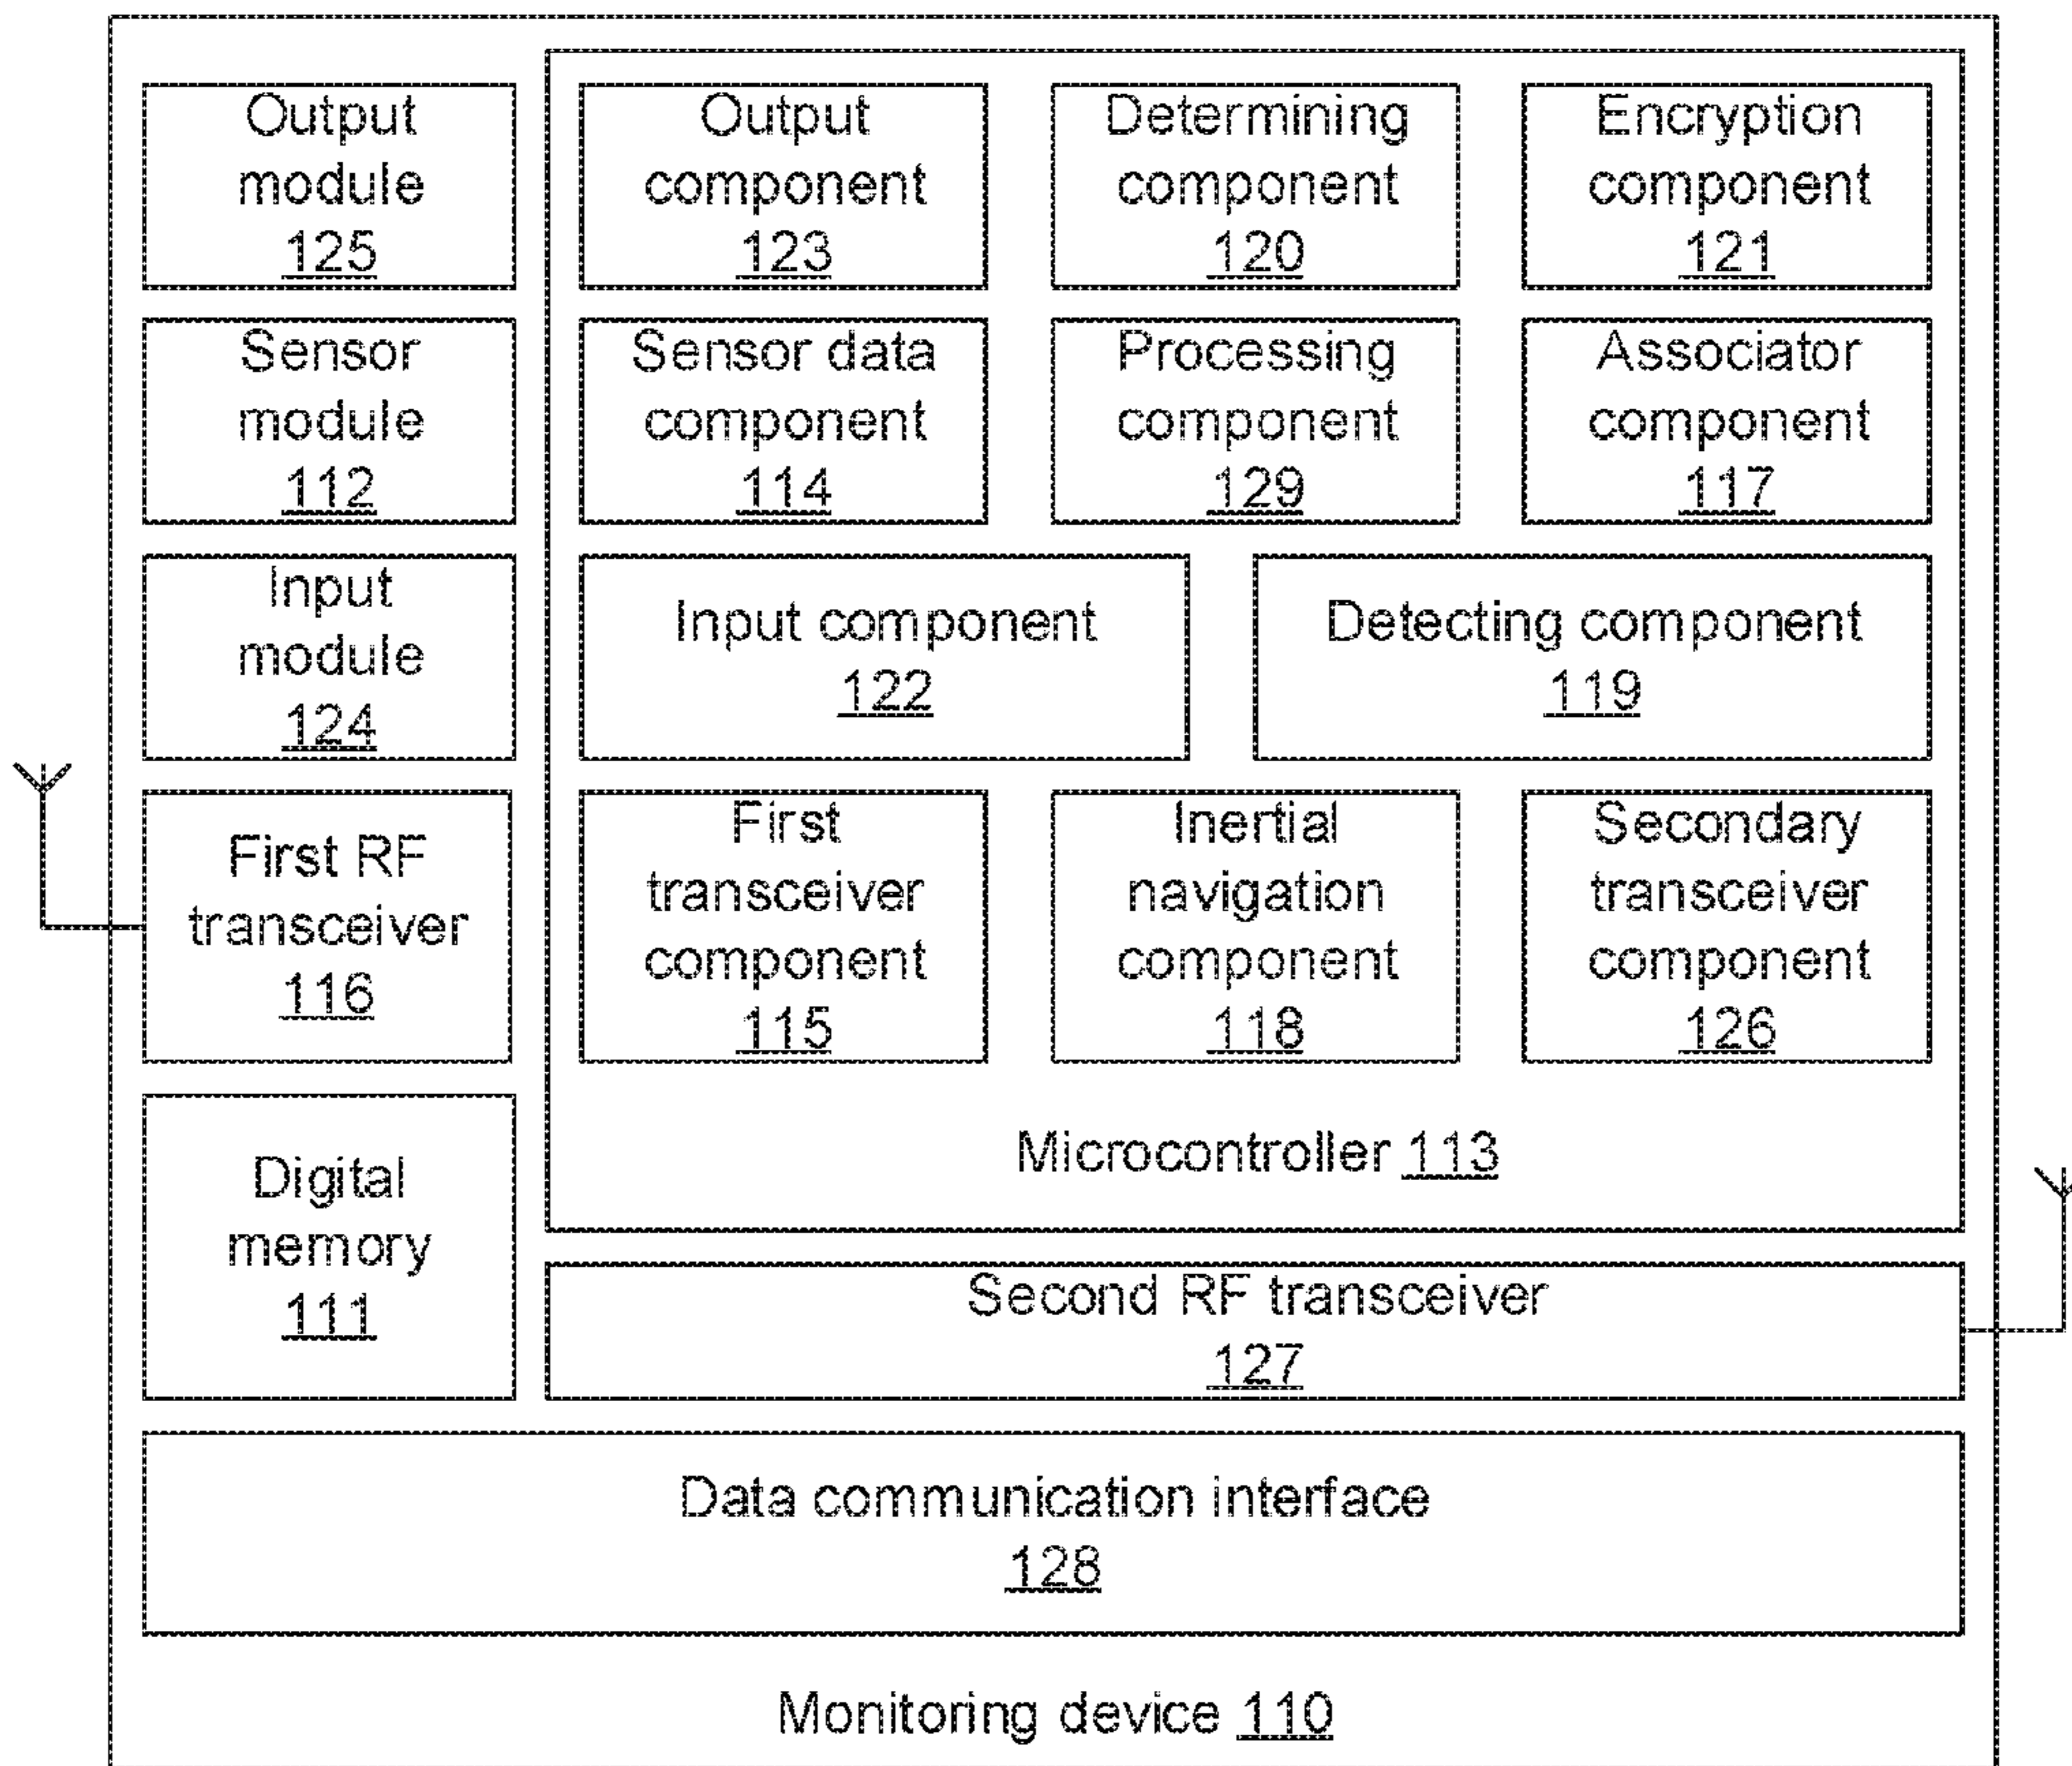 Output
module
125
Output
component
123
Determining
component
120
Encryption
component
121
Sensor
module
112
Sensor data
component
114
Processing
component
129
Associator
component
117
Input
module
124
Input component
122
Detecting component
119
First RF
transceiver
116
First
transceiver
component
115
Inertial
navigation
component
118
Secondary
transceiver
component
126
Microcontroller 113
Digital
memory
111
Second RF transceiver
127
Data communication interface
128
Monitoring device 110